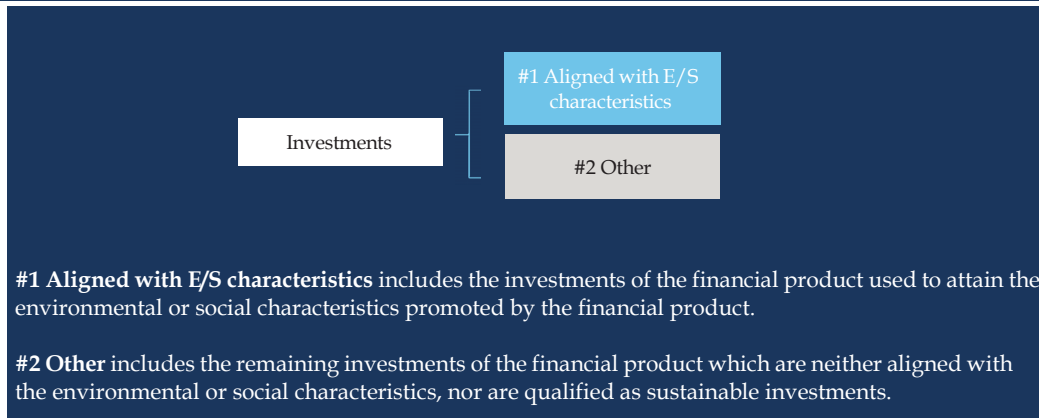 #1 Aligned with E/S
characteristics
Investments
#2 Other
#1 Aligned with E/S characteristics includes the investments of the financial product used to attain the
environmental or social characteristics promoted by the financial product.
#2 Other includes the remaining investments of the financial product which are neither aligned with
the environmental or social characteristics, nor are qualified as sustainable investments.